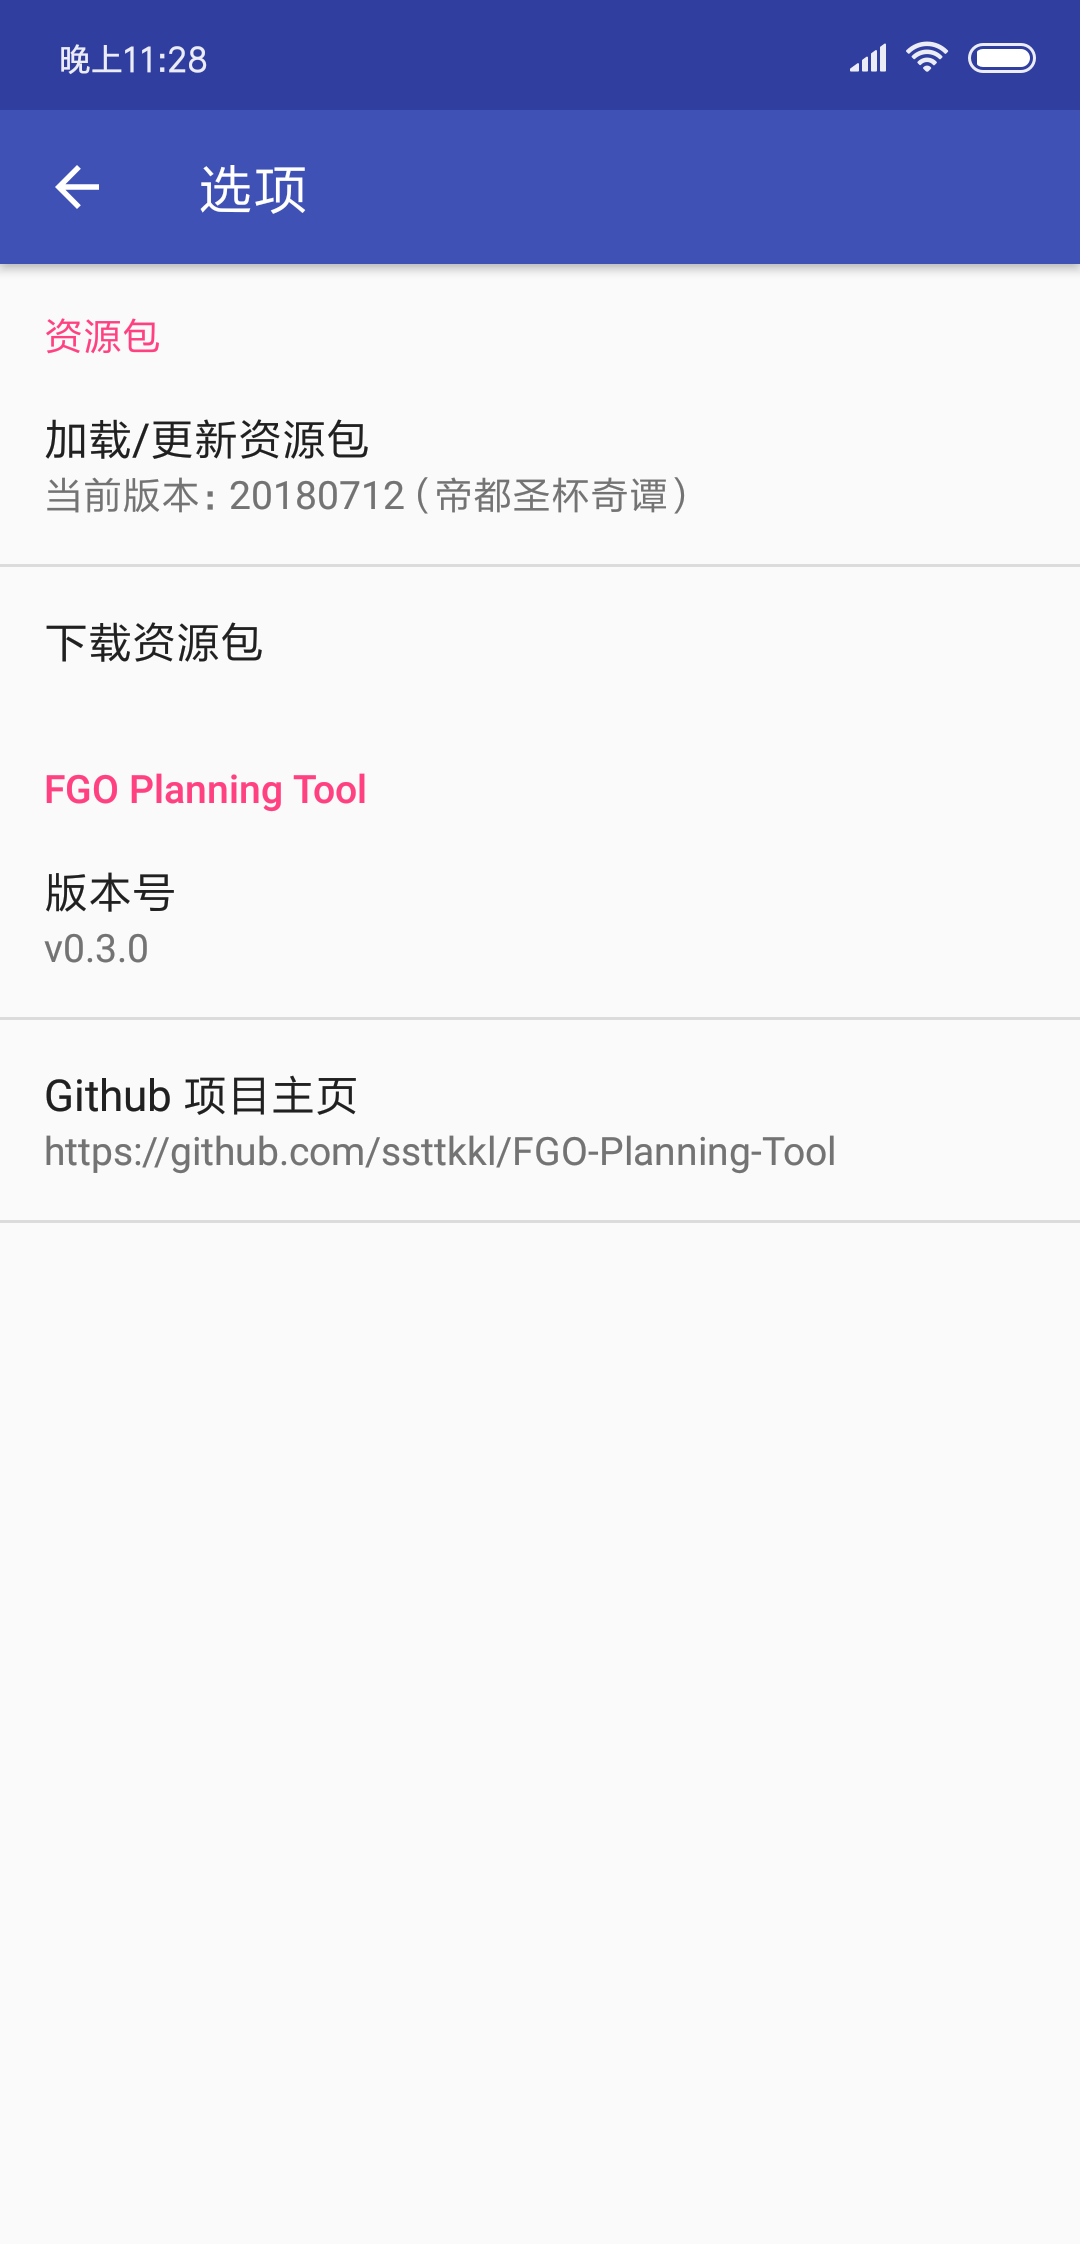 晚上11:28
选项
资源包
加载/更新资源包
当前版本：20180712（帝都圣杯奇谭）
下载资源包
FGO Planning Tool
版本号
v0.3.0
Github 项目主页
https://github.com/ssttkkl/FGO-Planning-Tool